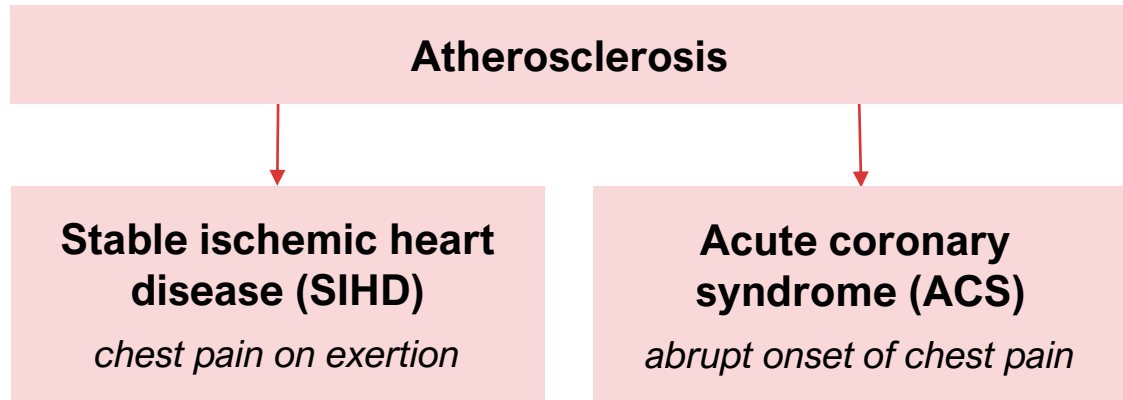 Atherosclerosis
Stable ischemic heart
disease (SIHD)
chest pain on exertion
Acute coronary
syndrome (ACS)
abrupt onset of chest pain